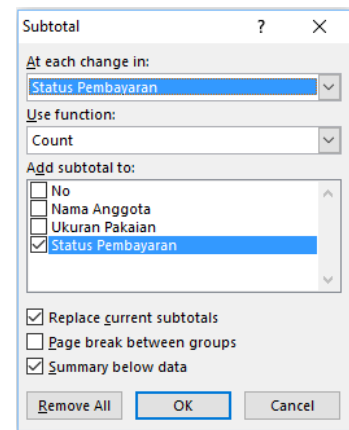 Subtotal ? ×
At each change in:
Status Pembayaran
Use function:
Count
Add subtotal to:
No
Nama Anggota
Ukuran Pakaian
Status Pembayaran
Replace current subtotals
Page break between groups
Summary below data
Remove All OK Cancel